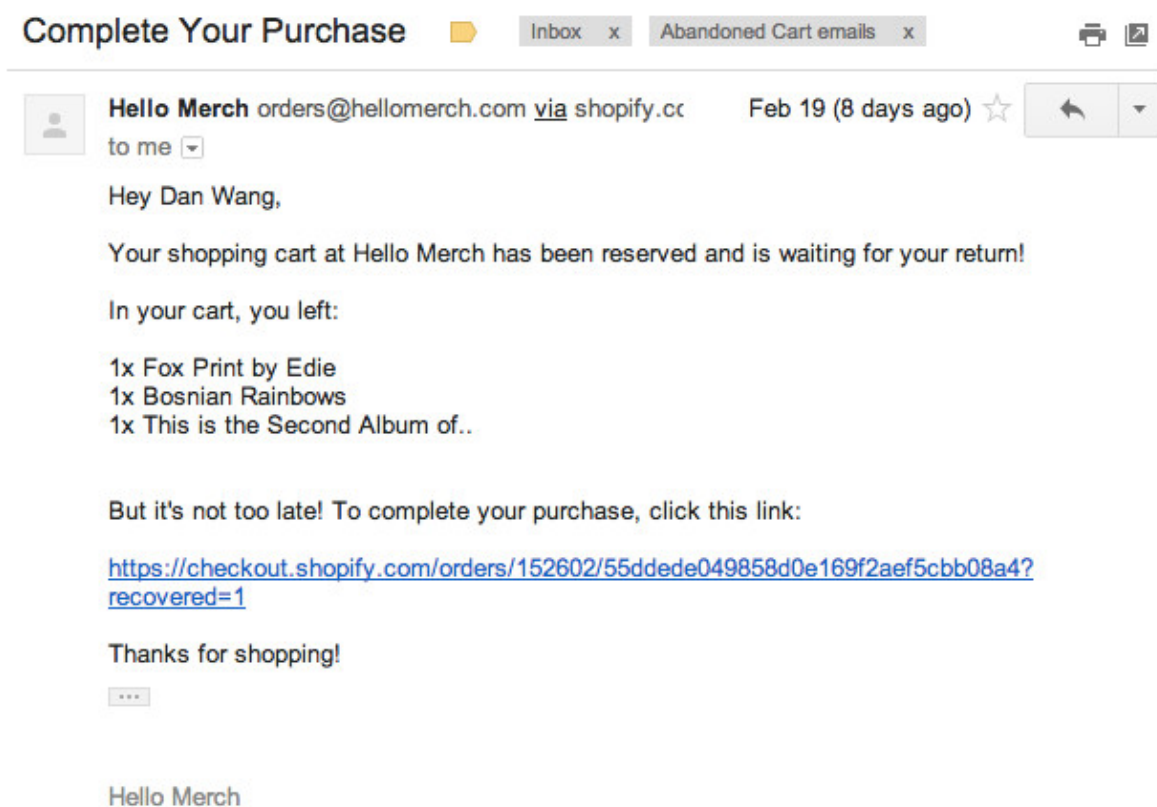 Complete Your Purchase Inbox x Abandoned Cart emails x
Hello Merch orders@hellomerch.com via shopify.cc Feb 19 (8 days ago)
to me
Hey Dan Wang,
Your shopping cart at Hello Merch has been reserved and is waiting for your return!
In your cart, you left:
1x Fox Print by Edie
1x Bosnian Rainbows
1x This is the Second Album of..
But it's not too late! To complete your purchase, click this link:
https://checkout.shopify.com/orders/152602/55ddede049858d0e169f2aef5cbb08a4?
recovered=1
Thanks for shopping!
Hello Merch